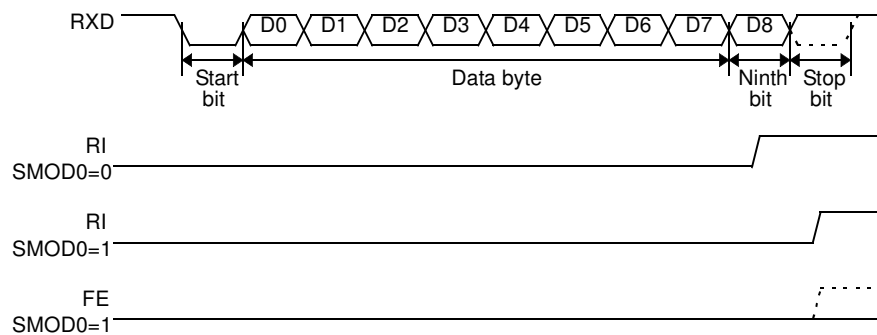 RXD D0 D1 D2 D3 D4 D5 D6 D7 D8
Start bit
Data byte
Ninth bit
Stop bit
RI
SMOD0=0
RI
SMOD0=1
FE
SMOD0=1